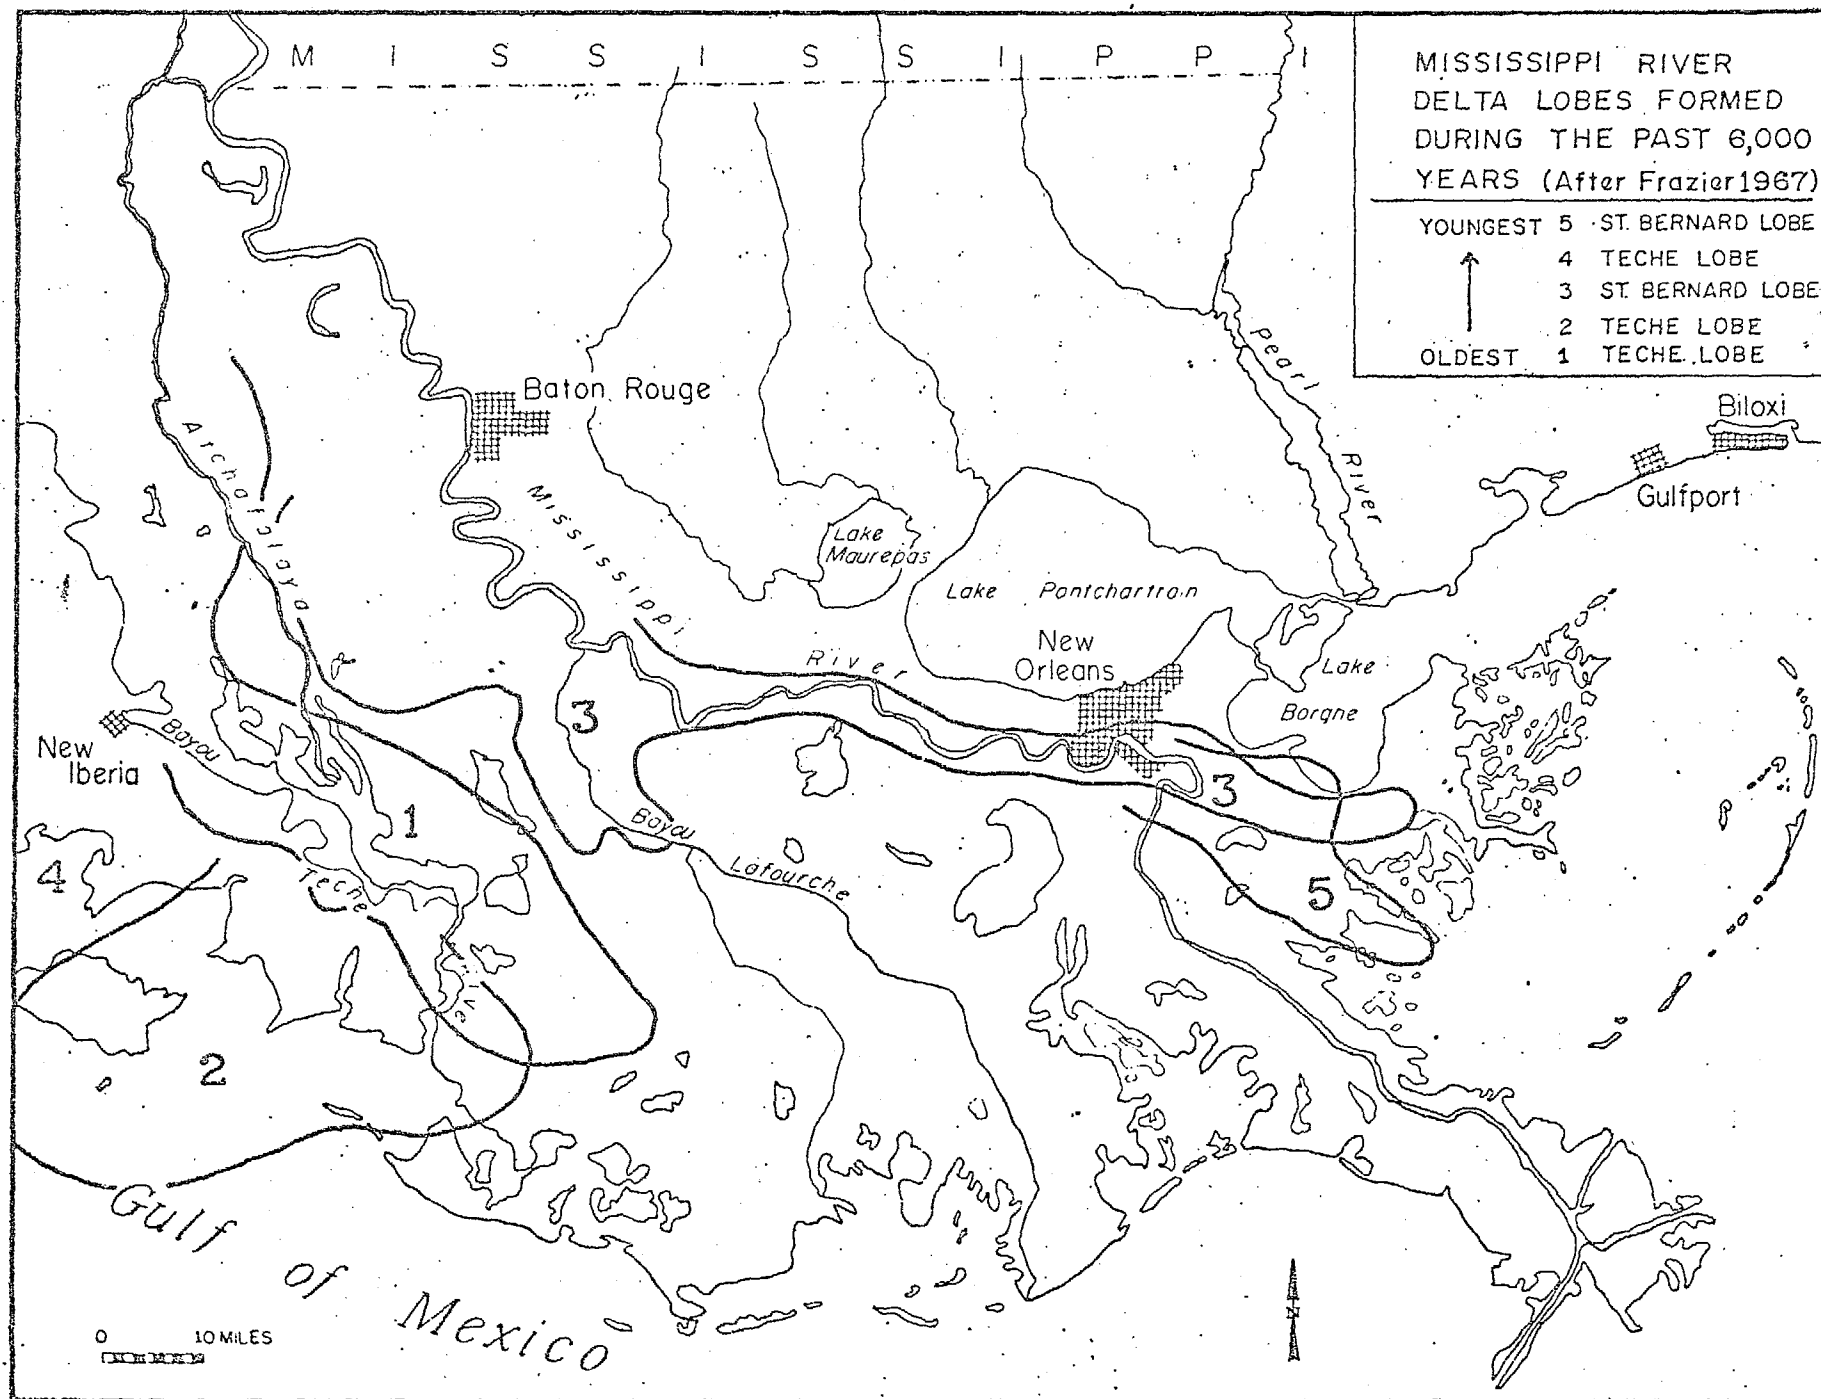 M I S S I S S I P P I
MISSISSIPPI RIVER
DELTA LOBES FORMED
DURING THE PAST 6,000
YEARS (After Frazier 1967)
YOUNGEST 5 ST. BERNARD LOBE
4 TECHE LOBE
3 ST. BERNARD LOBE
2 TECHE LOBE
OLDEST 1 TECHE LOBE
Baton Rouge
Pearl
River
Biloxi
Gulfport
Atchafalaya
Mississippi
River
Lake
Maurepas
Lake Pontchartrain
New
Orleans
Lake
Borgne
New
Iberia
Bayou
Teche
3
1
Bayou
Lafourche
3
4
5
River
2
Gulf of Mexico
0 10 MILES
N